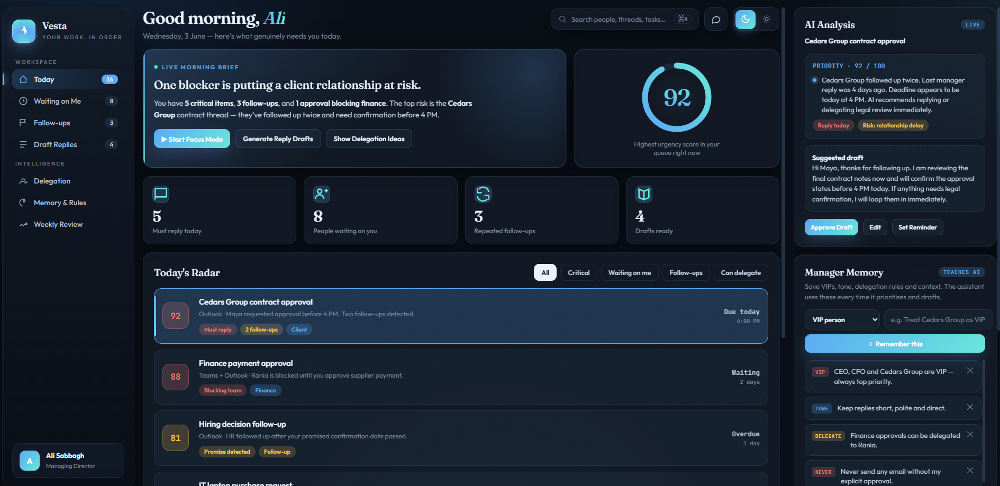 Vesta
YOUR WORK, IN ORDER
WORKSPACE
Today 16
Waiting on Me 8
Follow-ups 3
Draft Replies 4
INTELLIGENCE
Delegation
Memory & Rules
Weekly Review
A
Ali Sabbagh
Managing Director
Good morning, Ali
Wednesday, 3 June — here's what genuinely needs you today.
Search people, threads, tasks... ⌘K
LIVE MORNING BRIEF
One blocker is putting a client relationship at risk.
You have 5 critical items, 3 follow-ups, and 1 approval blocking finance. The top risk is the Cedars
Group contract thread — they've followed up twice and need confirmation before 4 PM.
▶ Start Focus Mode
Generate Reply Drafts
Show Delegation Ideas
92
Highest urgency score in your
queue right now
5
Must reply today
8
People waiting on you
3
Repeated follow-ups
4
Drafts ready
Today's Radar
All
Critical
Waiting on me
Follow-ups
Can delegate
92
Cedars Group contract approval
Outlook · Maya requested approval before 4 PM. Two follow-ups detected.
Must reply
2 follow-ups
Client
Due today
4:00 PM
88
Finance payment approval
Teams + Outlook · Rania is blocked until you approve supplier payment.
Blocking team
Finance
Waiting
2 days
81
Hiring decision follow-up
Outlook · HR followed up after your promised confirmation date passed.
Promise detected
Follow-up
Overdue
1 day
IT laptop purchase request
AI Analysis
LIVE
Cedars Group contract approval
PRIORITY · 92 / 100
Cedars Group followed up twice. Last manager
reply was 4 days ago. Deadline appears to be
today at 4 PM. AI recommends replying or
delegating legal review immediately.
Reply today
Risk: relationship delay
Suggested draft
Hi Maya, thanks for following up. I am reviewing the
final contract notes now and will confirm the approval
status before 4 PM today. If anything needs legal
confirmation, I will loop them in immediately.
Approve Draft
Edit
Set Reminder
Manager Memory
TEACHES AI
Save VIPs, tone, delegation rules and context. The assistant
uses these every time it prioritises and drafts.
VIP person
e.g. Treat Cedars Group as VIP
+ Remember this
VIP
CEO, CFO and Cedars Group are VIP —
always top priority.
TONE
Keep replies short, polite and direct.
DELEGATE
Finance approvals can be delegated
to Rania.
NEVER
Never send any email without my
explicit approval.